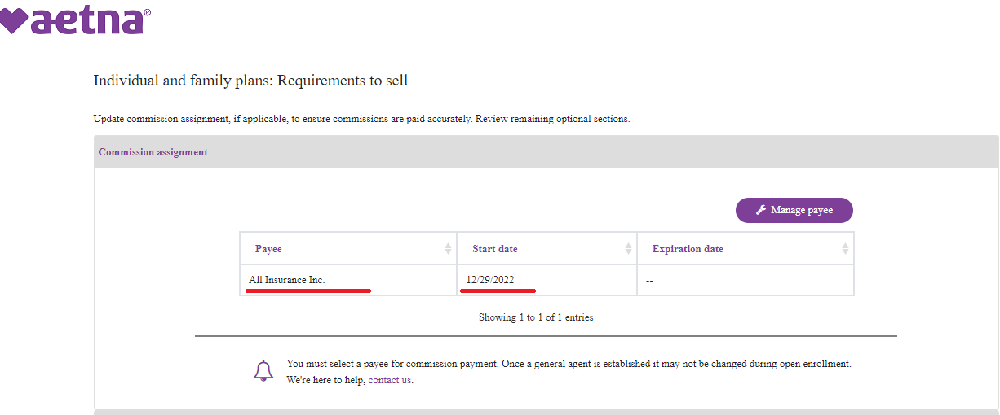 aetna®
Individual and family plans: Requirements to sell
Update commission assignment, if applicable, to ensure commissions are paid accurately. Review remaining optional sections.
Commission assignment
Manage payee
Payee Start date Expiration date
All Insurance Inc. 12/29/2022 --
Showing 1 to 1 of 1 entries
You must select a payee for commission payment. Once a general agent is established it may not be changed during open enrollment.
We're here to help, contact us.